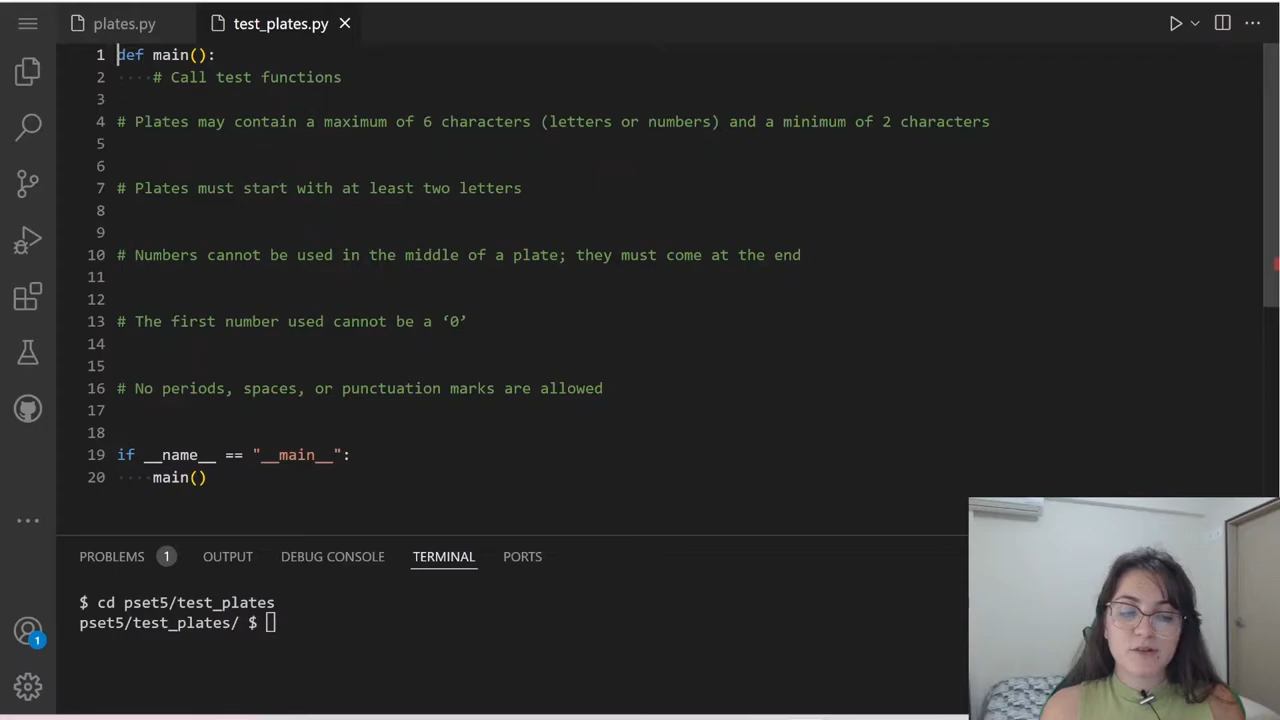 plates.py
test_plates.py
1 def main():
2 ····# Call test functions
3
4 # Plates may contain a maximum of 6 characters (letters or numbers) and a minimum of 2 characters
5
6
7 # Plates must start with at least two letters
8
9
10 # Numbers cannot be used in the middle of a plate; they must come at the end
11
12
13 # The first number used cannot be a ‘0’
14
15
16 # No periods, spaces, or punctuation marks are allowed
17
18
19 if __name__ == "__main__":
20 ····main()
PROBLEMS 1 OUTPUT DEBUG CONSOLE TERMINAL PORTS
$ cd pset5/test_plates
pset5/test_plates/ $
1